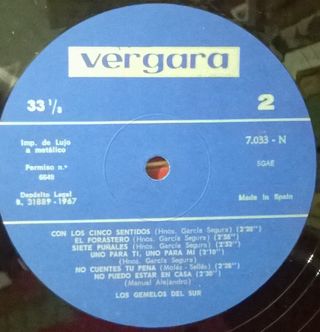 vergara
33 1/3
2
Imp. de Lujo
a metálico
7.033 - N
Permiso n.º
6640
SGAE
Depósito Legal
B. 31889 - 1967
Made in Spain
CON LOS CINCO SENTIDOS (Hnos. García Segura) (2'28")
EL FORASTERO (Hnos. García Segura) (2'55")
SIETE PUÑALES (Hnos. García Segura) (2'32")
UNO PARA TI, UNO PARA MI (2'10")
(Hnos. García Segura)
NO CUENTES TU PENA (Moles - Sellés) (2'28")
NO PUEDO ESTAR EN CASA (2'30")
(Manuel Alejandro)
LOS GEMELOS DEL SUR